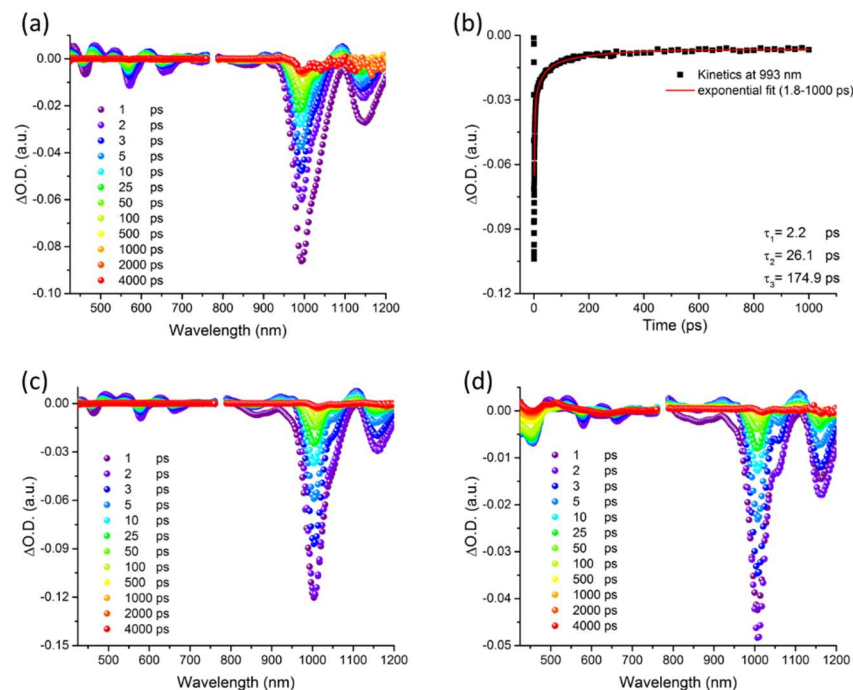 (a)
0.00
-0.02
-0.04
-0.06
-0.08
-0.10
ΔO.D. (a.u.)
1 ps
2 ps
3 ps
5 ps
10 ps
25 ps
50 ps
100 ps
500 ps
1000 ps
2000 ps
4000 ps
500 600 700 800 900 1000 1100 1200
Wavelength (nm)
(b)
0.00
-0.03
-0.06
-0.09
-0.12
ΔO.D. (a.u.)
Kinetics at 993 nm
exponential fit (1.8-1000 ps)
τ1= 2.2 ps
τ2= 26.1 ps
τ3= 174.9 ps
0 200 400 600 800 1000
Time (ps)
(c)
0.00
-0.03
-0.06
-0.09
-0.12
-0.15
ΔO.D. (a.u.)
1 ps
2 ps
3 ps
5 ps
10 ps
25 ps
50 ps
100 ps
500 ps
1000 ps
2000 ps
4000 ps
500 600 700 800 900 1000 1100 1200
Wavelength (nm)
(d)
0.00
-0.01
-0.02
-0.03
-0.04
-0.05
ΔO.D. (a.u.)
1 ps
2 ps
3 ps
5 ps
10 ps
25 ps
50 ps
100 ps
500 ps
1000 ps
2000 ps
4000 ps
500 600 700 800 900 1000 1100 1200
Wavelength (nm)